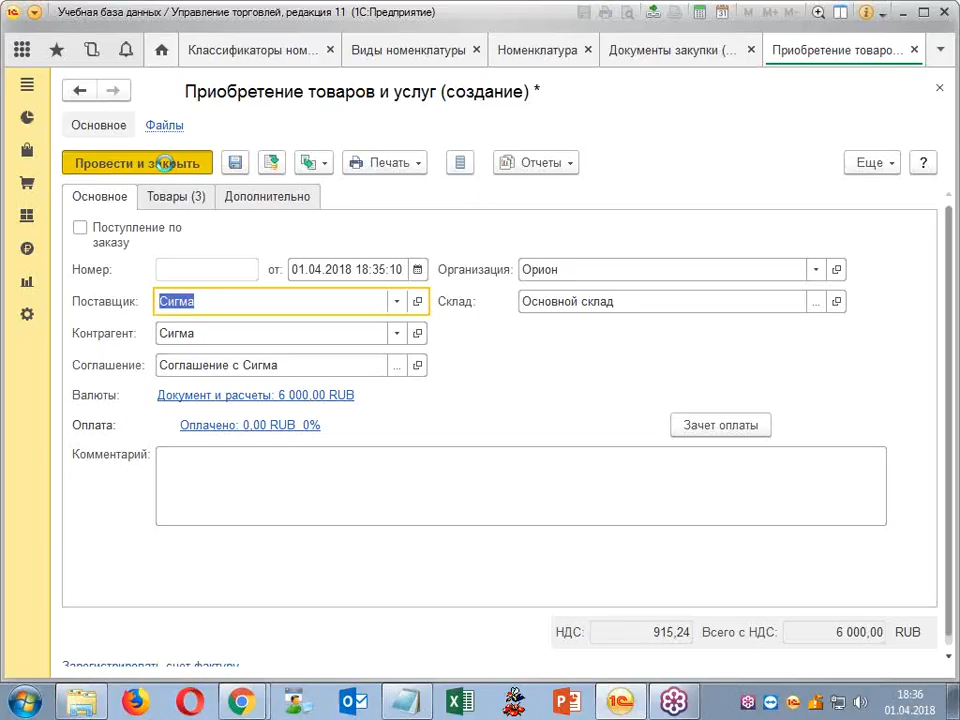 Учебная база данных / Управление торговлей, редакция 11 (1С:Предприятие)
M M+ M-
Классификаторы ном... × Виды номенклатуры × Номенклатура × Документы закупки (... × Приобретение товаро... ×
Приобретение товаров и услуг (создание) *
Основное Файлы
Провести и закрыть Печать Отчеты Еще ?
Основное Товары (3) Дополнительно
Поступление по
заказу
Номер: от: 01.04.2018 18:35:10 Организация: Орион
Поставщик: Сигма Склад: Основной склад ...
Контрагент: Сигма
Соглашение: Соглашение с Сигма ...
Валюты: Документ и расчеты: 6 000,00 RUB
Оплата: Оплачено: 0,00 RUB 0% Зачет оплаты
Комментарий:
НДС: 915,24 Всего с НДС: 6 000,00 RUB
Зарегистрировать счет-фактуру
18:36
01.04.2018